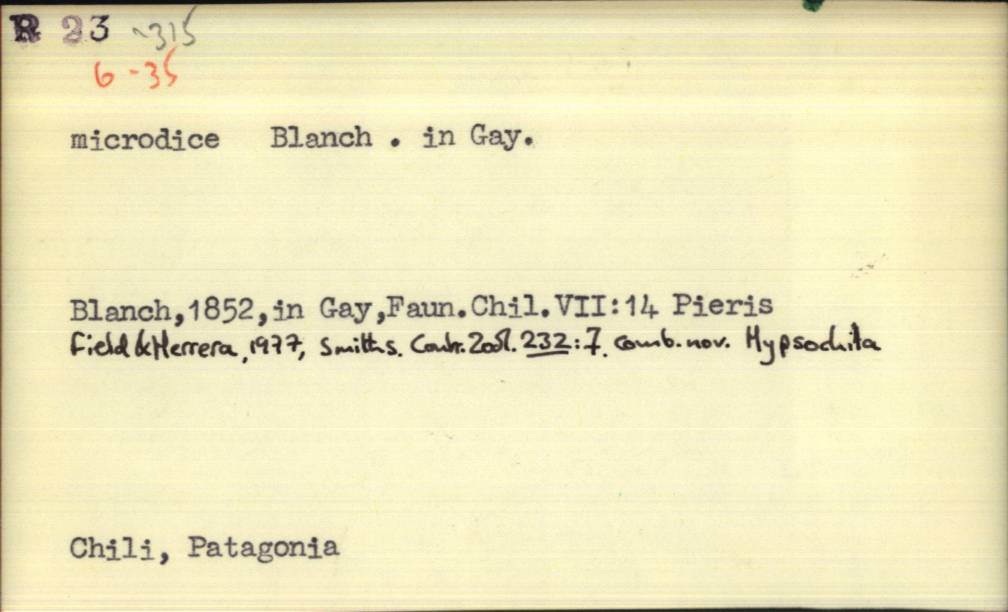 R 23 ~315
6-35
microdice Blanch . in Gay.
Blanch,1852,in Gay,Faun.Chil.VII:14 Pieris
Field & Herrera, 1977, Smiths. Contr. Zool. 232:7. comb. nov. Hypsochila
Chili, Patagonia